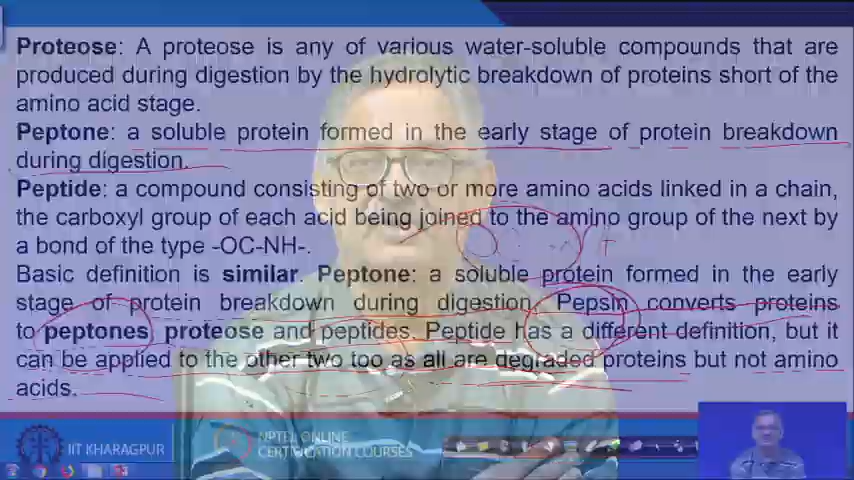 Proteose: A proteose is any of various water-soluble compounds that are
produced during digestion by the hydrolytic breakdown of proteins short of the
amino acid stage.
Peptone: a soluble protein formed in the early stage of protein breakdown
during digestion.
Peptide: a compound consisting of two or more amino acids linked in a chain,
the carboxyl group of each acid being joined to the amino group of the next by
a bond of the type -OC-NH-.
Basic definition is similar. Peptone: a soluble protein formed in the early
stage of protein breakdown during digestion. Pepsin converts proteins
to peptones proteose and peptides. Peptide has a different definition, but it
can be applied to the other two too as all are degraded proteins but not amino
acids.
IIT KHARAGPUR
NPTEL ONLINE
CERTIFICATION COURSES